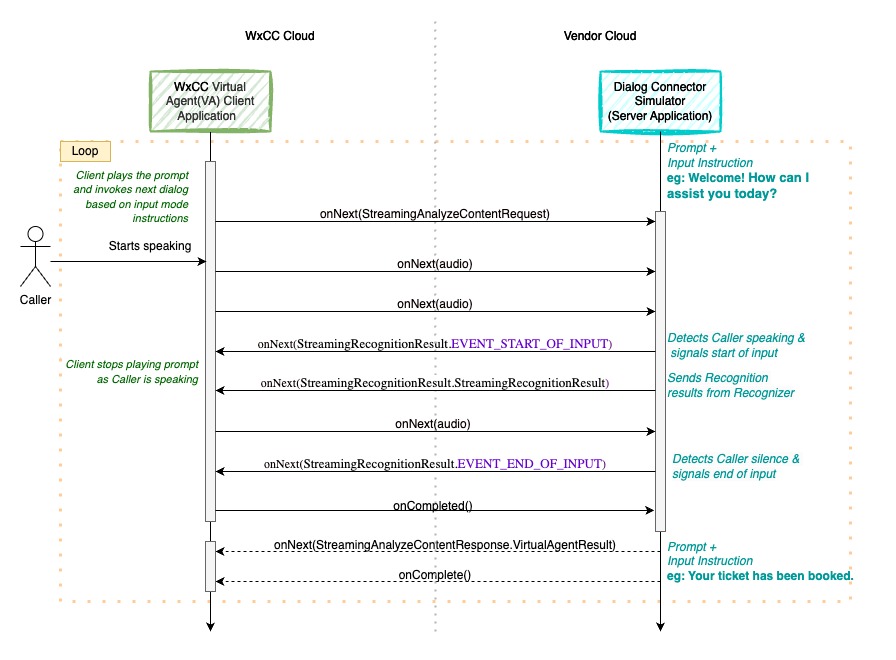 WxCC Cloud
Vendor Cloud
WxCC Virtual
Agent(VA) Client
Application
Dialog Connector
Simulator
(Server Application)
Loop
Client plays the prompt
and invokes next dialog
based on input mode
instructions
Prompt +
Input Instruction
eg: Welcome! How can I
assist you today?
onNext(StreamingAnalyzeContentRequest)
Starts speaking
Caller
onNext(audio)
onNext(audio)
onNext(StreamingRecognitionResult.EVENT_START_OF_INPUT)
Detects Caller speaking &
signals start of input
Client stops playing prompt
as Caller is speaking
onNext(StreamingRecognitionResult.StreamingRecognitionResult)
Sends Recognition
results from Recognizer
onNext(audio)
onNext(StreamingRecognitionResult.EVENT_END_OF_INPUT)
Detects Caller silence &
signals end of input
onCompleted()
onNext(StreamingAnalyzeContentResponse.VirtualAgentResult)
Prompt +
Input Instruction
eg: Your ticket has been booked.
onComplete()